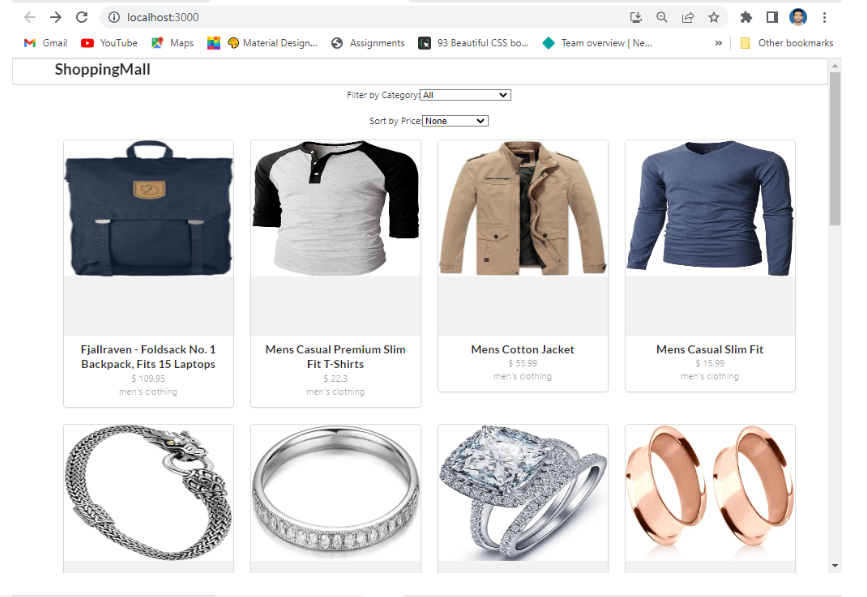 localhost:3000
Gmail
YouTube
Maps
Material Design...
Assignments
93 Beautiful CSS bo...
Team overview | Ne...
»
Other bookmarks
ShoppingMall
Filter by Category: All
Sort by Price: None
Fjallraven - Foldsack No. 1
Backpack, Fits 15 Laptops
$ 109.95
men's clothing
Mens Casual Premium Slim
Fit T-Shirts
$ 22.3
men's clothing
Mens Cotton Jacket
$ 55.99
men's clothing
Mens Casual Slim Fit
$ 15.99
men's clothing